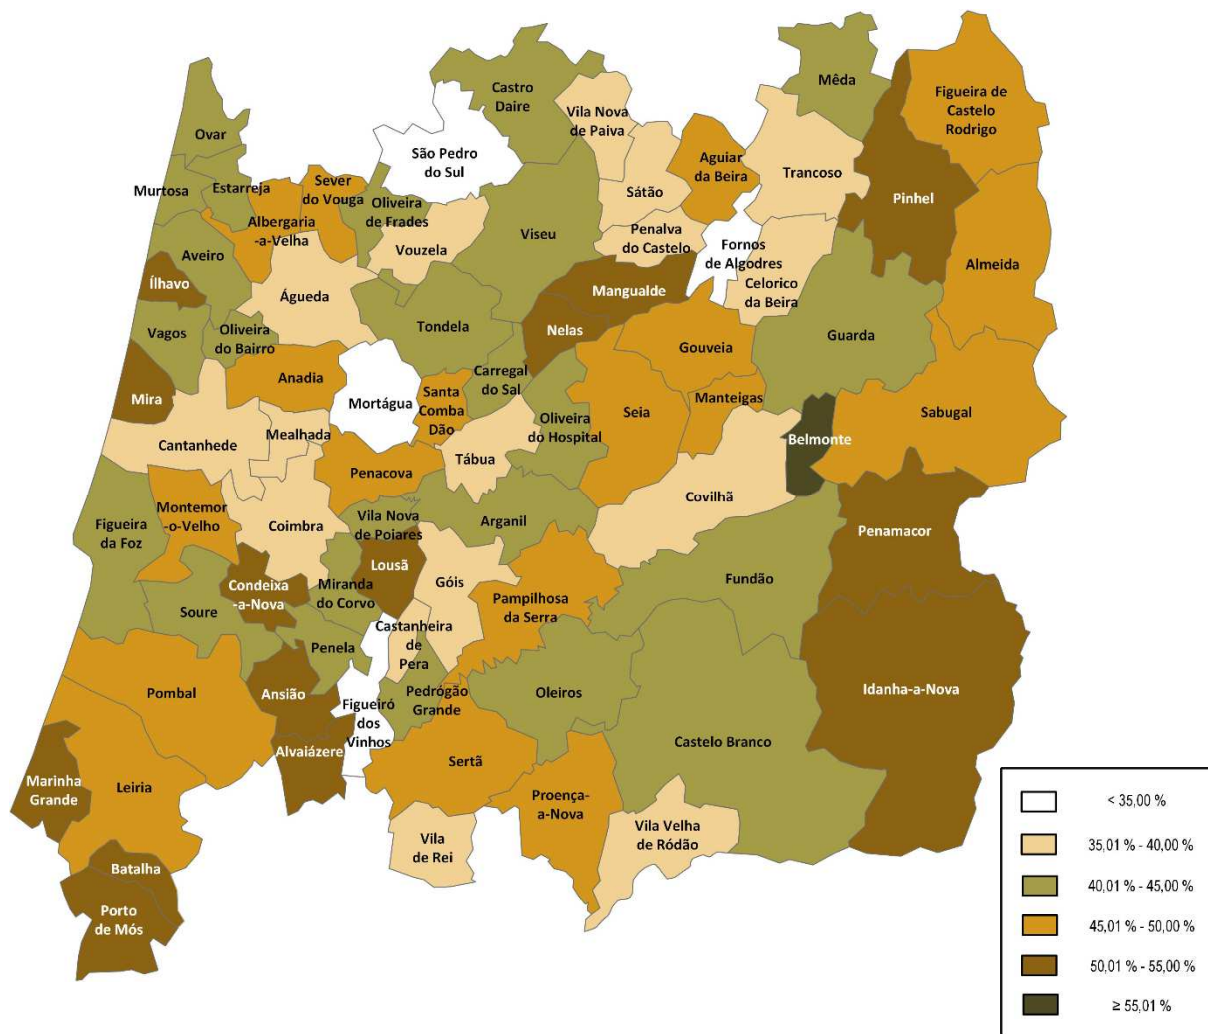 Mêda
Figueira de
Castelo
Rodrigo
Castro
Daire
Vila Nova
de Paiva
Ovar
São Pedro
do Sul
Aguiar
da Beira
Trancoso
Pinhel
Murtosa
Estarreja
Sever
do Vouga
Oliveira
de Frades
Sátão
Albergaria
-a-Velha
Viseu
Penalva
do Castelo
Vouzela
Aveiro
Fornos
de Algodres
Almeida
Ílhavo
Águeda
Mangualde
Celorico
da Beira
Vagos
Oliveira
do Bairro
Tondela
Nelas
Gouveia
Guarda
Mira
Anadia
Mortágua
Santa
Comba
Dão
Carregal
do Sal
Oliveira
do Hospital
Seia
Manteigas
Sabugal
Cantanhede
Mealhada
Tábua
Belmonte
Penacova
Covilhã
Montemor
-o-Velho
Figueira
da Foz
Coimbra
Vila Nova
de Poiares
Arganil
Penamacor
Condeixa
-a-Nova
Lousã
Góis
Fundão
Soure
Miranda
do Corvo
Pampilhosa
da Serra
Castanheira
de
Pera
Penela
Pombal
Ansião
Figueiró
dos
Vinhos
Pedrógão
Grande
Oleiros
Idanha-a-Nova
Alvaiázere
Castelo Branco
Marinha
Grande
Leiria
Sertã
Proença-
a-Nova
Vila
de Rei
Vila Velha
de Ródão
Batalha
Porto
de Mós
< 35,00 %
35,01 % - 40,00 %
40,01 % - 45,00 %
45,01 % - 50,00 %
50,01 % - 55,00 %
≥ 55,01 %